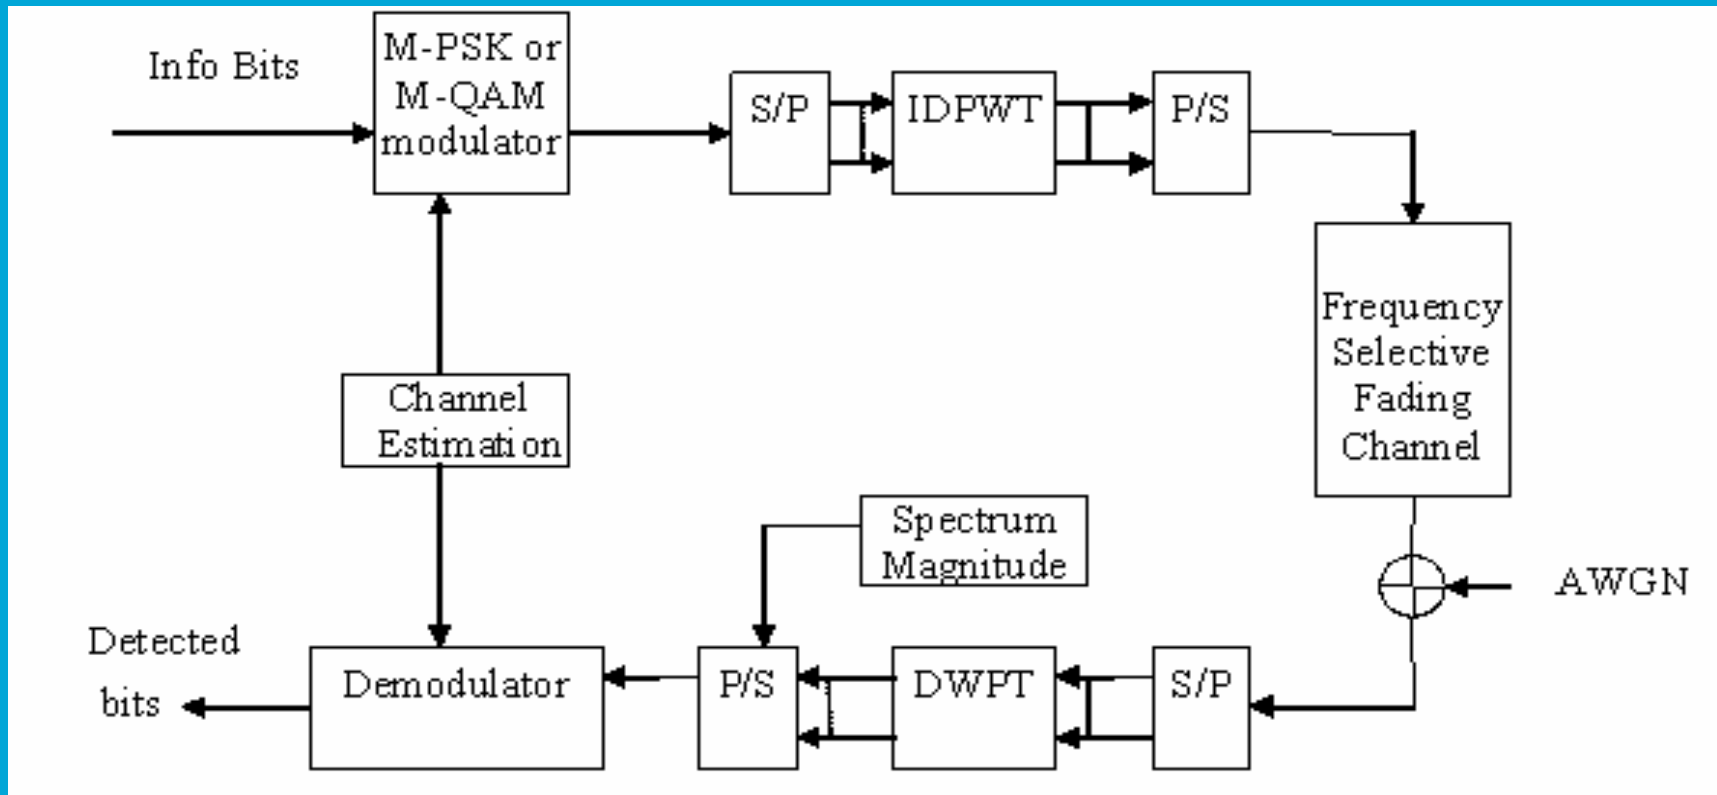 Info Bits
M-PSK or
M-QAM
modulator
S/P
IDPWT
P/S
Frequency
Selective
Fading
Channel
Channel
Estimation
Spectrum
Magnitude
AWGN
Detected
bits
Demodulator
P/S
DWPT
S/P